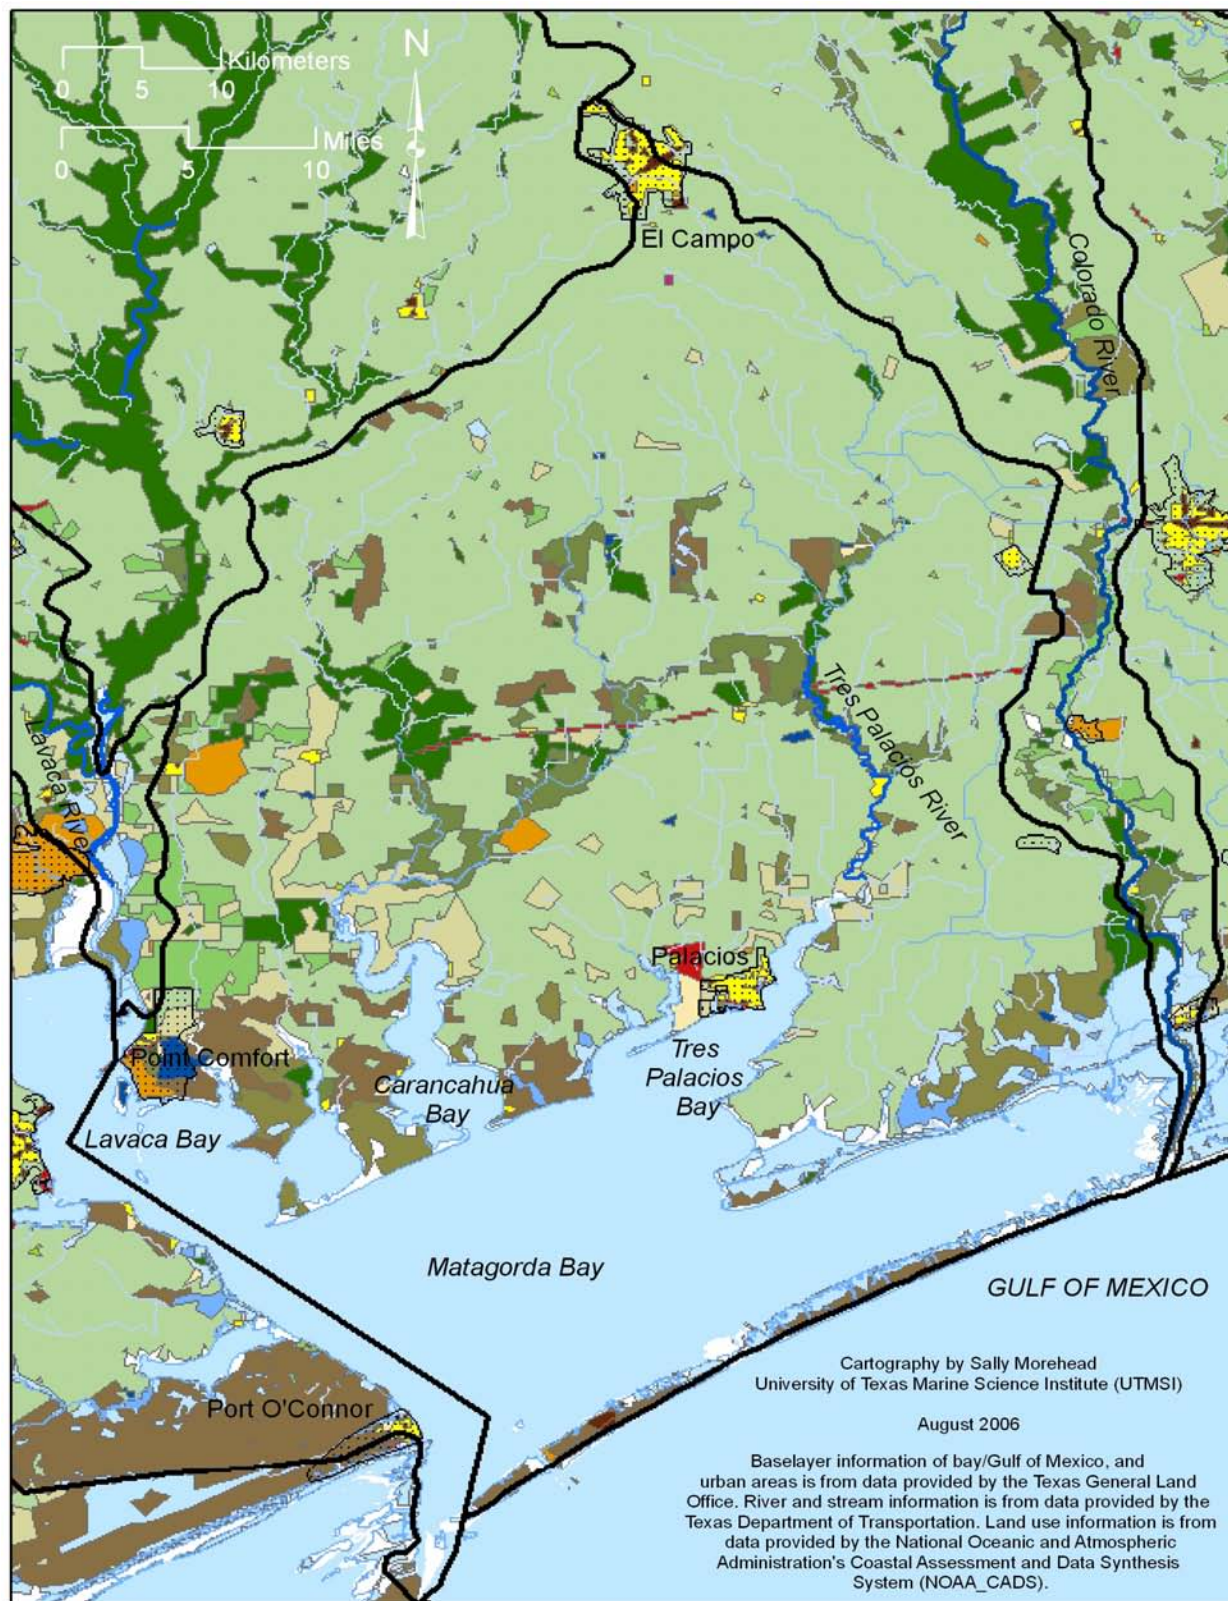 Kilometers
0 5 10
N
Miles
0 5 10
El Campo
Colorado River
Tres Palacios River
Lavaca River
Palacios
Point Comfort
Tres
Palacios
Bay
Carancahua
Bay
Lavaca Bay
Matagorda Bay
GULF OF MEXICO
Port O'Connor
Cartography by Sally Morehead
University of Texas Marine Science Institute (UTMSI)
August 2006
Baselayer information of bay/Gulf of Mexico, and
urban areas is from data provided by the Texas General Land
Office. River and stream information is from data provided by the
Texas Department of Transportation. Land use information is from
data provided by the National Oceanic and Atmospheric
Administration's Coastal Assessment and Data Synthesis
System (NOAA_CADS).